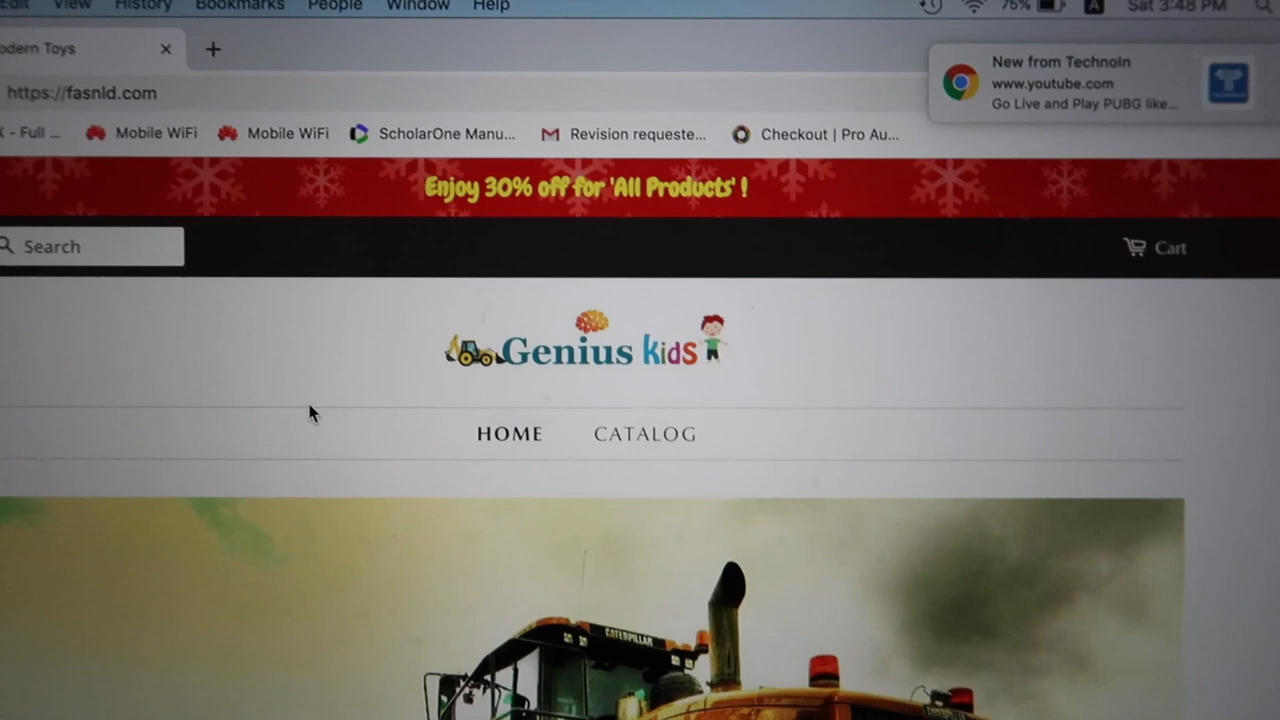 Edit View History Bookmarks People Window Help 75% A Sat 3:48 PM
odern Toys
New from TechnoIn
www.youtube.com
Go Live and Play PUBG like...
https://fasnld.com
- Full ... Mobile WiFi Mobile WiFi ScholarOne Manu... Revision requeste... Checkout | Pro Au...
Enjoy 30% off for 'All Products' !
Search Cart
Genius kids
HOME CATALOG
CATERPILLAR